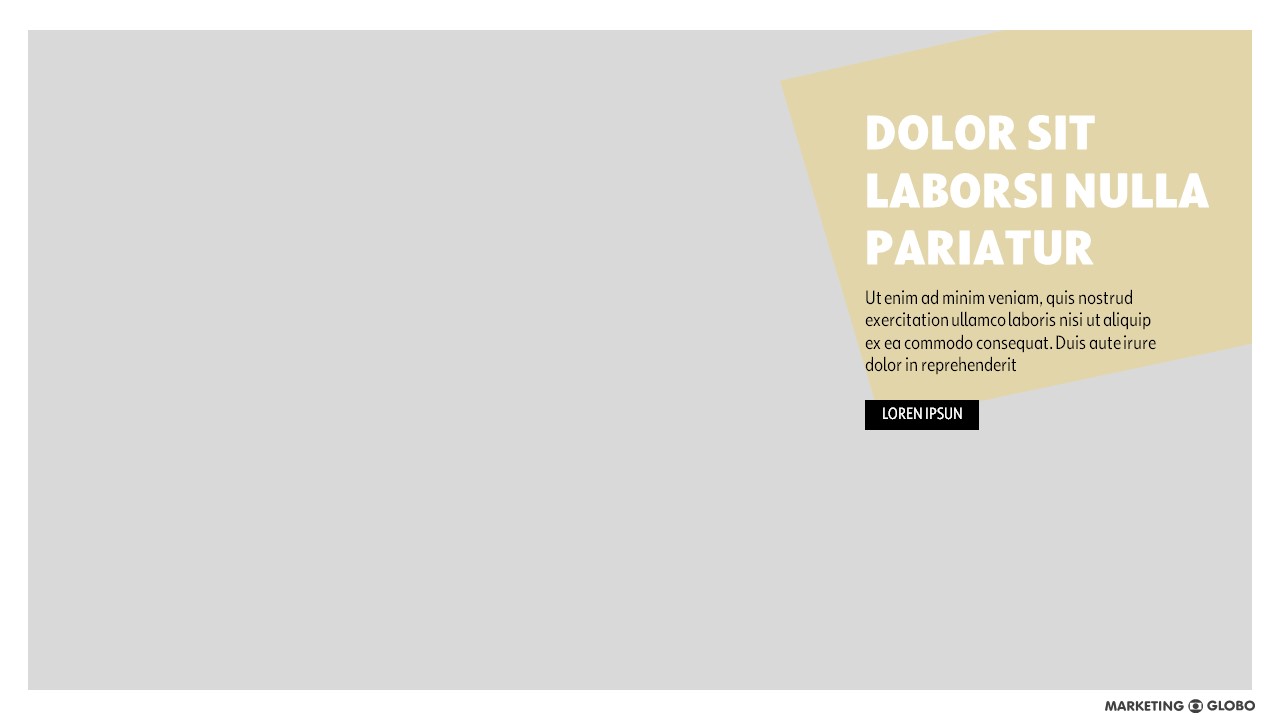 DOLOR SIT
LABORSI NULLA
PARIATUR
Ut enim ad minim veniam, quis nostrud
exercitation ullamco laboris nisi ut aliquip
ex ea commodo consequat. Duis aute irure
dolor in reprehenderit
LOREN IPSUN
MARKETING GLOBO